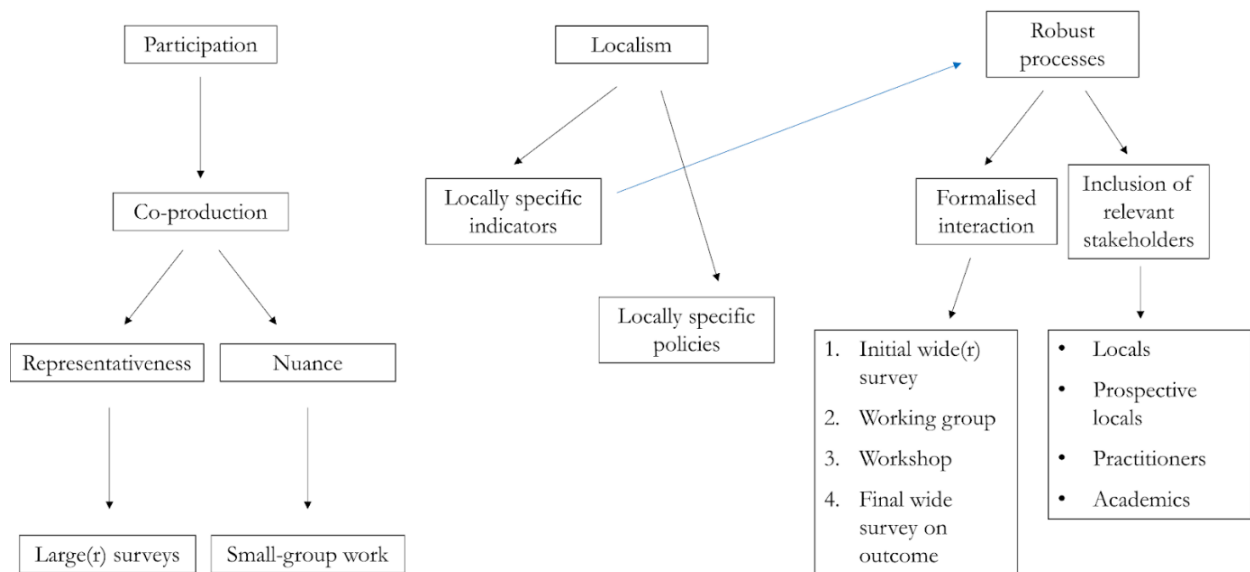 Participation
Co-production
Representativeness
Nuance
Large(r) surveys
Small-group work
Localism
Locally specific
indicators
Locally specific
policies
Robust
processes
Formalised
interaction
Inclusion of
relevant
stakeholders
1. Initial wide(r)
survey
2. Working group
3. Workshop
4. Final wide
survey on
outcome
• Locals
• Prospective
locals
• Practitioners
• Academics